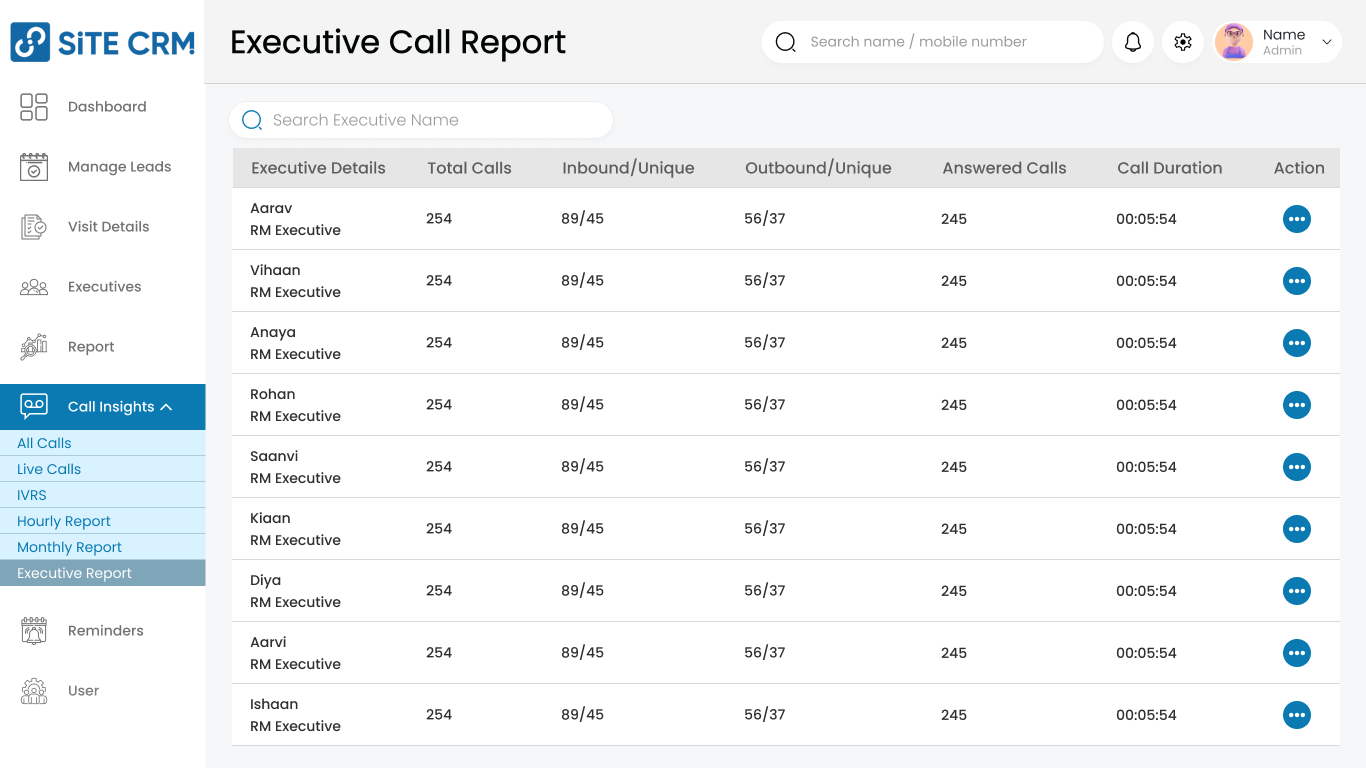 SiTE CRM
Executive Call Report
Search name / mobile number
Name
Admin
Dashboard
Manage Leads
Visit Details
Executives
Report
Call Insights
All Calls
Live Calls
IVRS
Hourly Report
Monthly Report
Executive Report
Reminders
User
Search Executive Name
Executive Details Total Calls Inbound/Unique Outbound/Unique Answered Calls Call Duration Action
Aarav
RM Executive 254 89/45 56/37 245 00:05:54
Vihaan
RM Executive 254 89/45 56/37 245 00:05:54
Anaya
RM Executive 254 89/45 56/37 245 00:05:54
Rohan
RM Executive 254 89/45 56/37 245 00:05:54
Saanvi
RM Executive 254 89/45 56/37 245 00:05:54
Kiaan
RM Executive 254 89/45 56/37 245 00:05:54
Diya
RM Executive 254 89/45 56/37 245 00:05:54
Aarvi
RM Executive 254 89/45 56/37 245 00:05:54
Ishaan
RM Executive 254 89/45 56/37 245 00:05:54